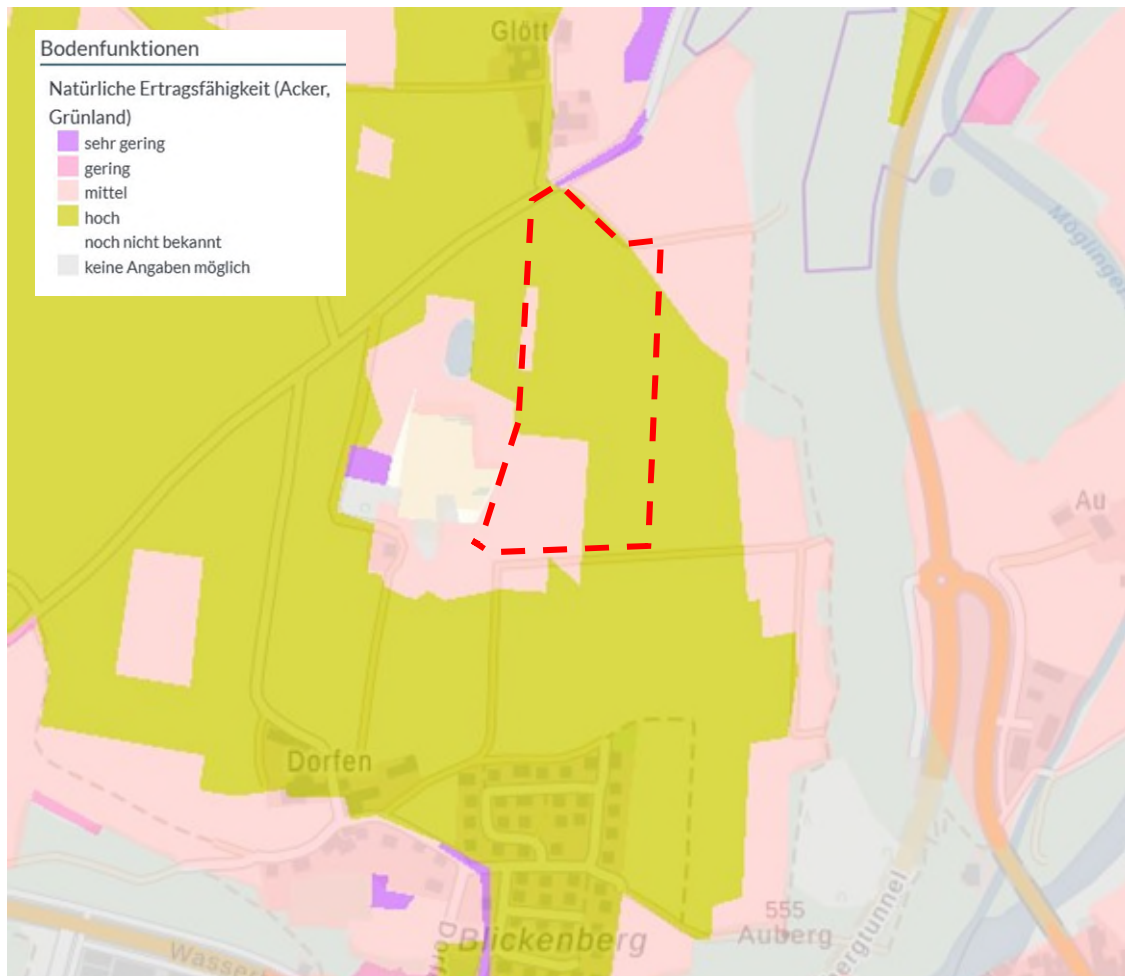 Bodenfunktionen
Natürliche Ertragsfähigkeit (Acker,
Grünland)
sehr gering
gering
mittel
hoch
noch nicht bekannt
keine Angaben möglich
Glött
Au
Dorfen
Blickenberg
555
Auberg